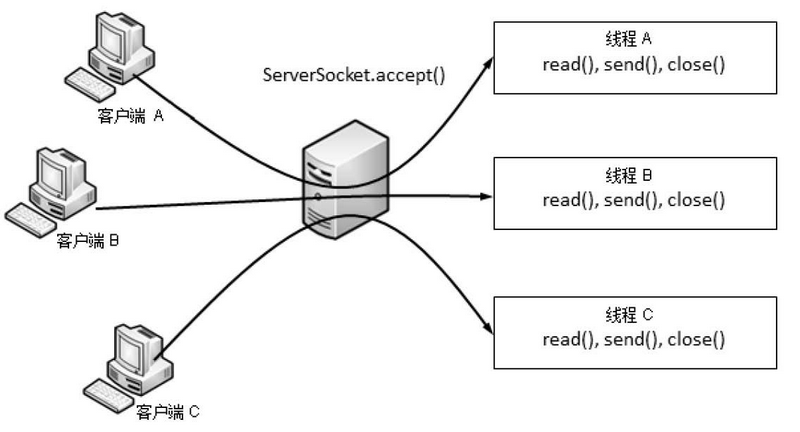 客户端 A
ServerSocket.accept()
线程 A
read(), send(), close()
客户端 B
线程 B
read(), send(), close()
客户端 C
线程 C
read(), send(), close()